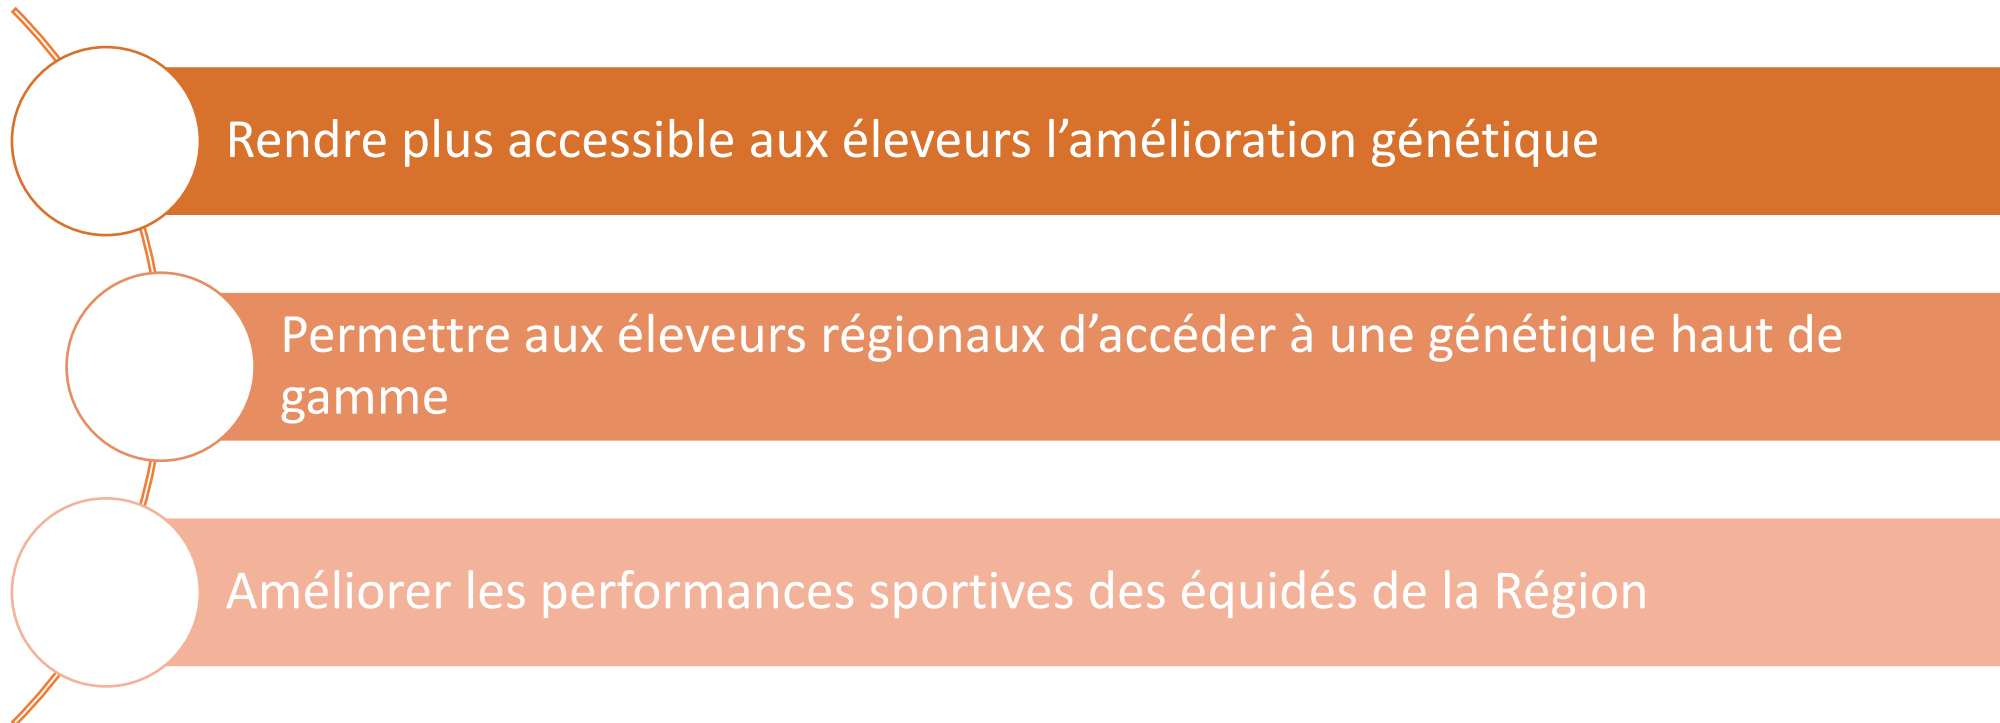 Rendre plus accessible aux éleveurs l’amélioration génétique
Permettre aux éleveurs régionaux d’accéder à une génétique haut de
gamme
Améliorer les performances sportives des équidés de la Région